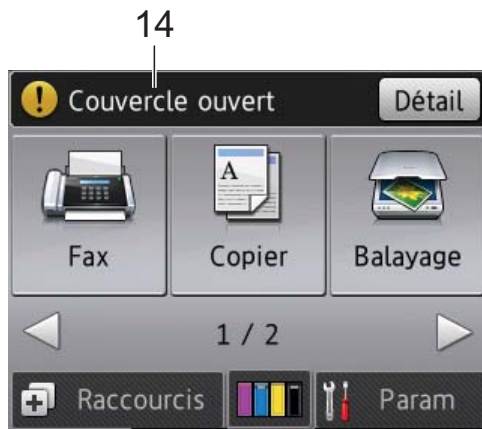 14
! Couvercle ouvert Détail
A
Fax Copier Balayage
1 / 2
Raccourcis Param